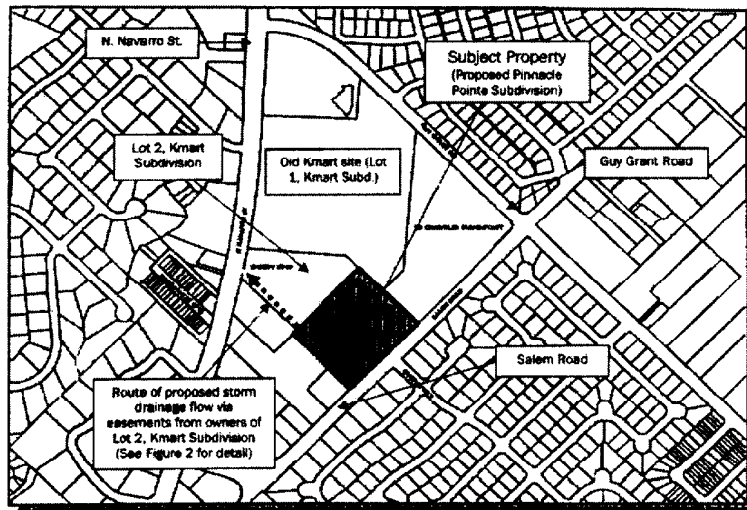 N. Navarro St.
Subject Property
(Proposed Pinnacle
Pointe Subdivision)
Lot 2, Kmart
Subdivision
Old Kmart site (Lot
1, Kmart Subd.)
Guy Grant Road
Salem Road
Route of proposed storm
drainage flow via
easements from owners of
Lot 2, Kmart Subdivision
(See Figure 2 for detail)